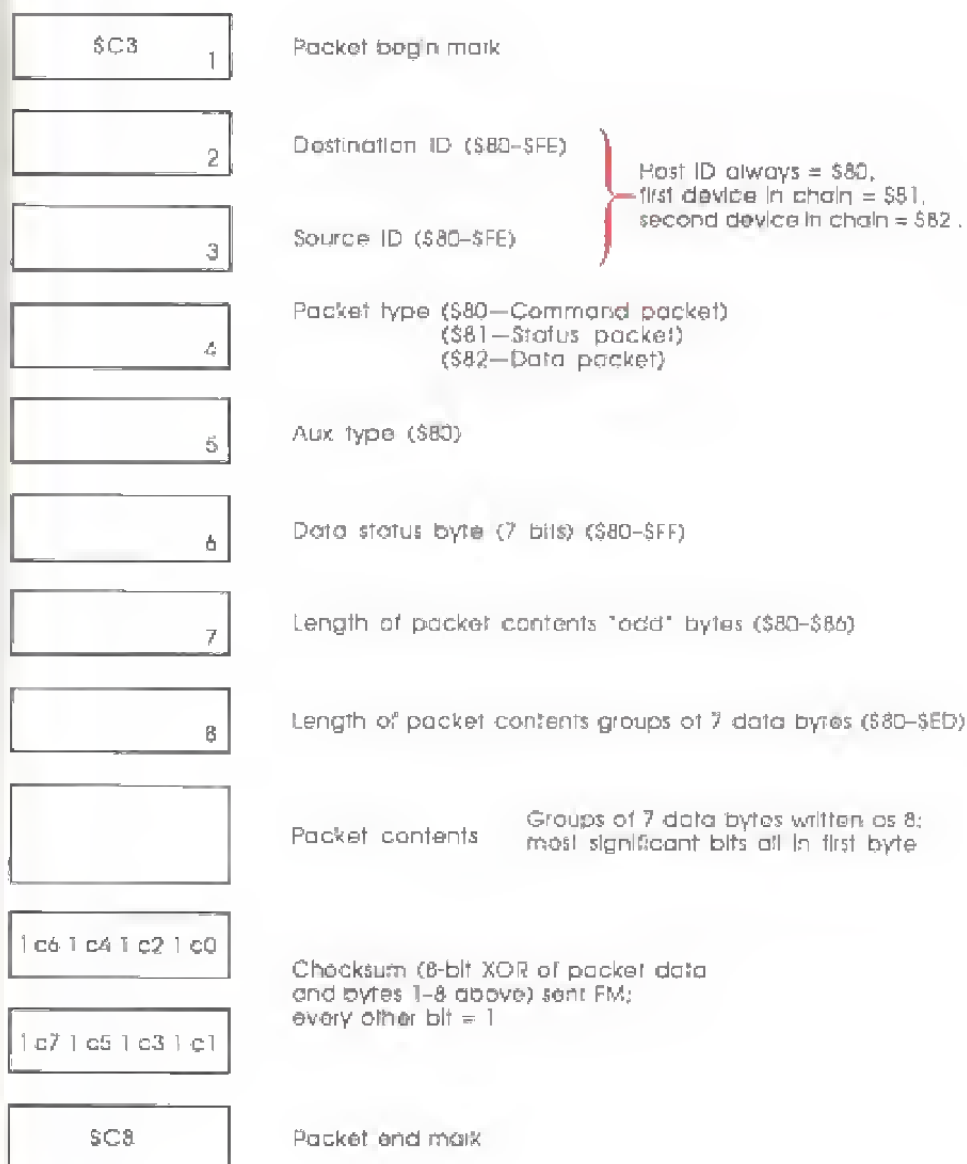 $C3
1
Packet begin mark
2
Destination ID ($80–$FE)
3
Source ID ($80–$FE)
Host ID always = $80,
first device in chain = $81,
second device in chain = $82.
4
Packet type ($80—Command packet)
($81—Status packet)
($82—Data packet)
5
Aux type ($80)
6
Data status byte (7 bits) ($80–$FF)
7
Length of packet contents "odd" bytes ($80–$86)
8
Length of packet contents groups of 7 data bytes ($80–$ED)
Packet contents
Groups of 7 data bytes written as 8;
most significant bits all in first byte
1 c6 1 c4 1 c2 1 c0
1 c7 1 c5 1 c3 1 c1
Checksum (8-bit XOR of packet data
and bytes 1–8 above) sent FM;
every other bit = 1
$C8
Packet end mark